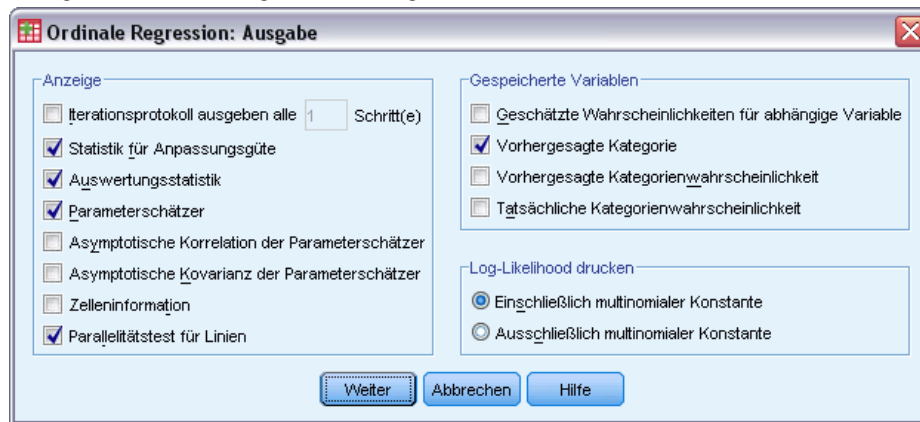 Ordinale Regression: Ausgabe
Anzeige
Iterationsprotokoll ausgeben alle 1 Schritt(e)
Statistik für Anpassungsgüte
Auswertungsstatistik
Parameterschätzer
Asymptotische Korrelation der Parameterschätzer
Asymptotische Kovarianz der Parameterschätzer
Zelleninformation
Parallelitätstest für Linien
Gespeicherte Variablen
Geschätzte Wahrscheinlichkeiten für abhängige Variable
Vorhergesagte Kategorie
Vorhergesagte Kategorienwahrscheinlichkeit
Tatsächliche Kategorienwahrscheinlichkeit
Log-Likelihood drucken
Einschließlich multinomialer Konstante
Ausschließlich multinomialer Konstante
Weiter Abbrechen Hilfe